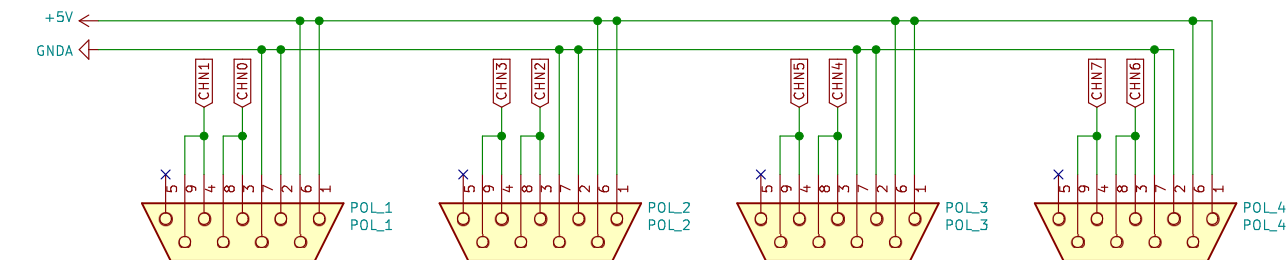 +5V
GNDA
CHN1 CHN0 CHN3 CHN2 CHN5 CHN4 CHN7 CHN6
5 9 4 8 3 7 2 6 1 5 9 4 8 3 7 2 6 1 5 9 4 8 3 7 2 6 1 5 9 4 8 3 7 2 6 1
POL_1 POL_2 POL_3 POL_4
POL_1 POL_2 POL_3 POL_4